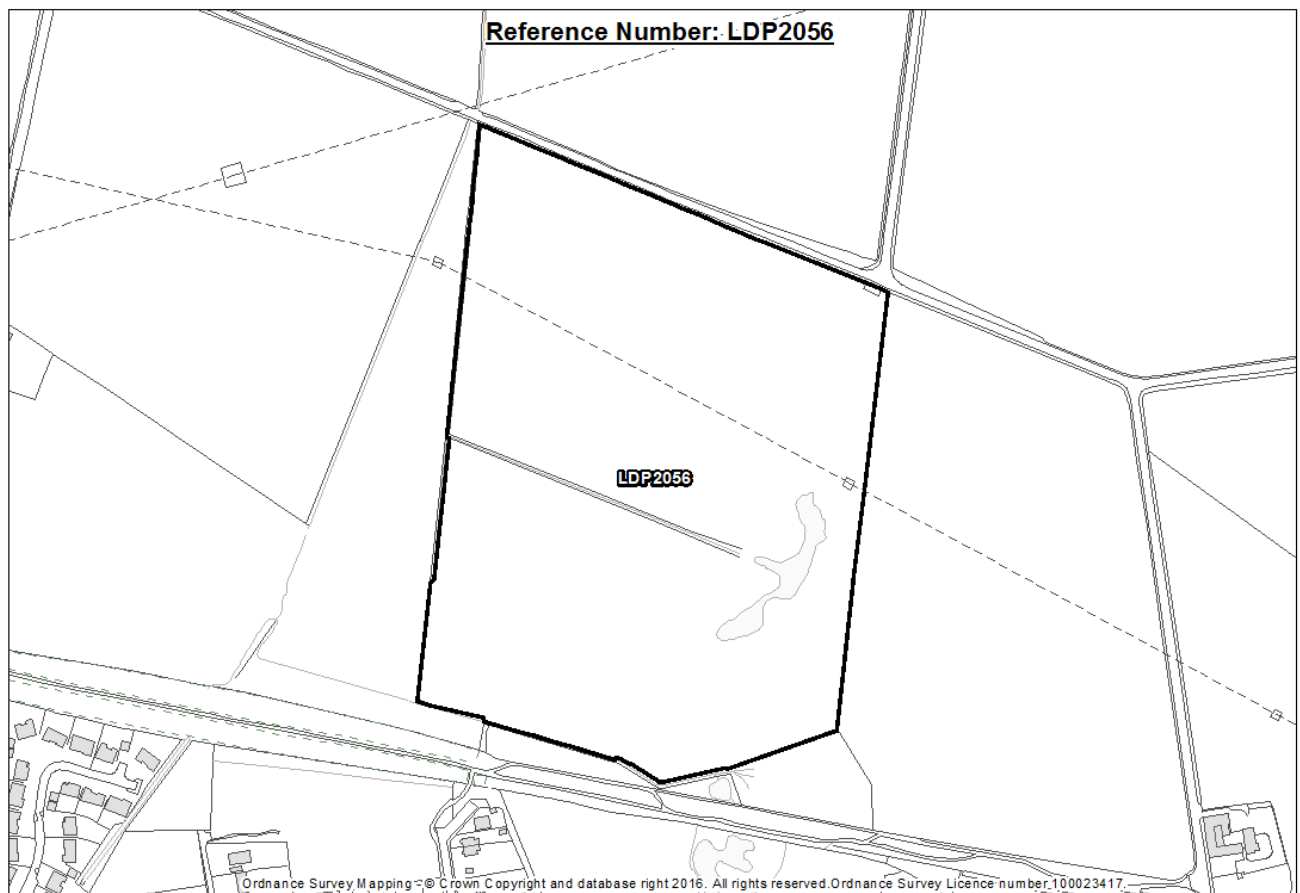 Reference Number: LDP2056
LDP2056
Ordnance Survey Mapping - © Crown Copyright and database right 2016. All rights reserved.Ordnance Survey Licence number 100023417.